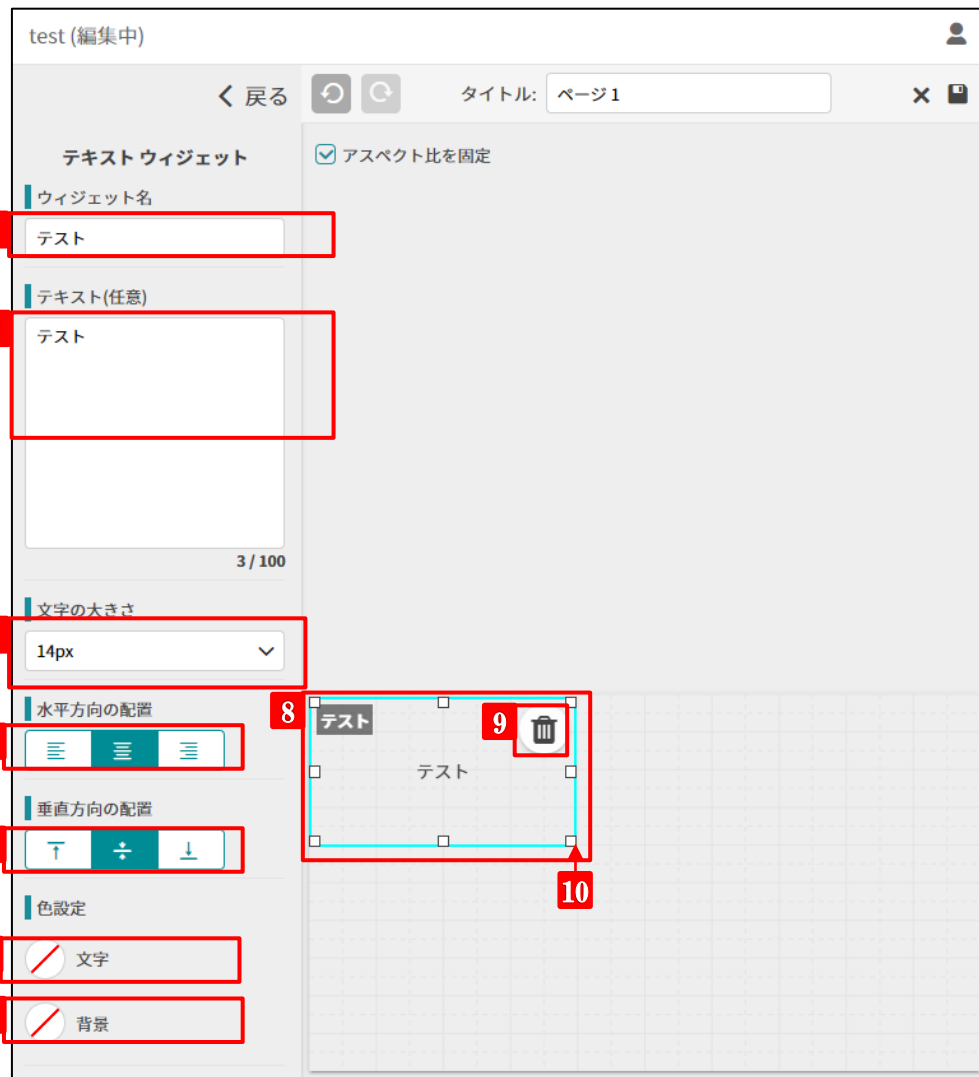 test (編集中)
戻る
タイトル: ページ 1
テキスト ウィジェット
アスペクト比を固定
ウィジェット名
テスト
テキスト(任意)
テスト
3 / 100
文字の大きさ
14px
水平方向の配置
8
テスト
9
テスト
垂直方向の配置
10
色設定
文字
背景